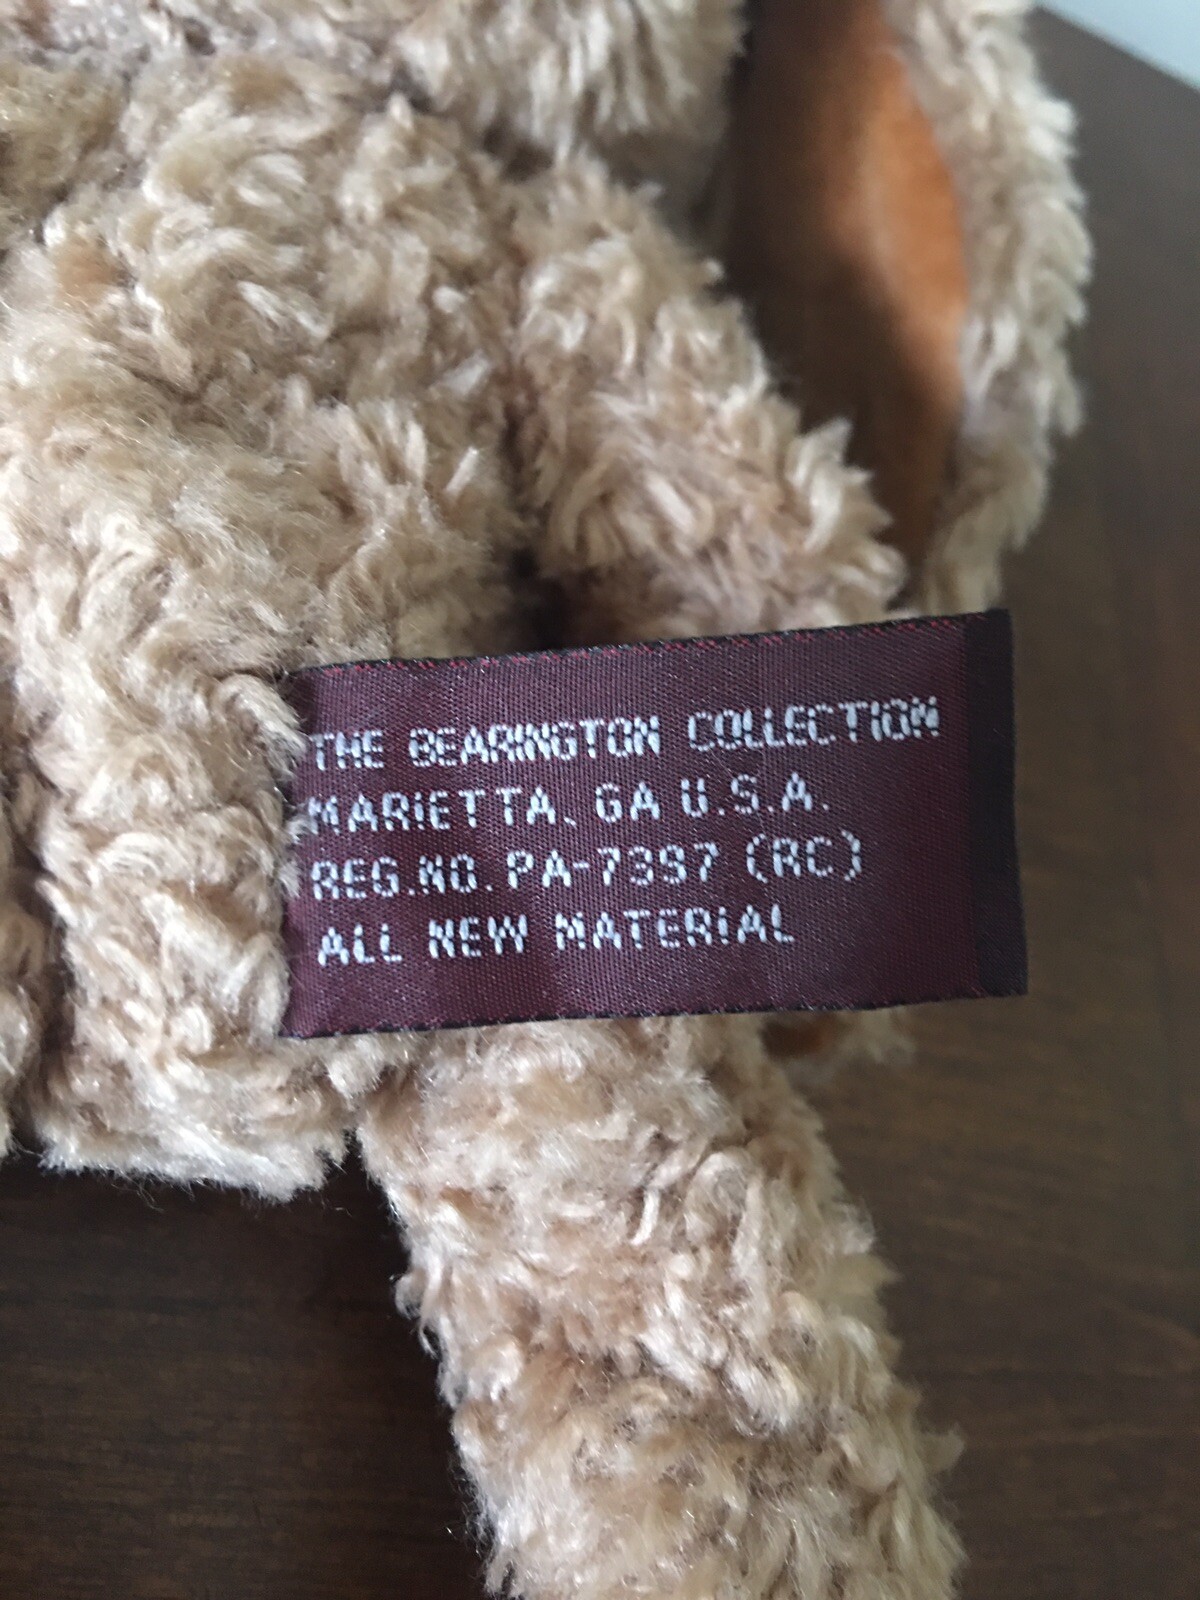 THE BEARINGTON COLLECTION
MARIETTA, GA U.S.A.
REG.NO. PA-7397 (RC)
ALL NEW MATERIAL